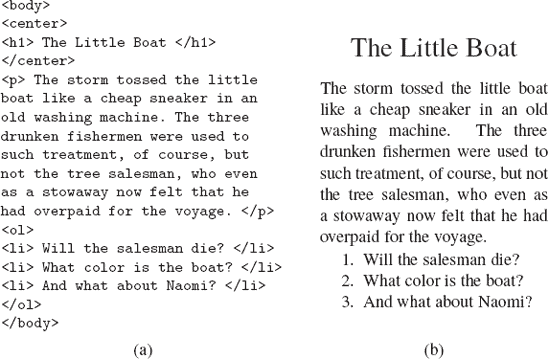 <body>
<center>
<h1> The Little Boat </h1>
</center>
<p> The storm tossed the little
boat like a cheap sneaker in an
old washing machine. The three
drunken fishermen were used to
such treatment, of course, but
not the tree salesman, who even
as a stowaway now felt that he
had overpaid for the voyage. </p>
<ol>
<li> Will the salesman die? </li>
<li> What color is the boat? </li>
<li> And what about Naomi? </li>
</ol>
</body>
(a)
The Little Boat
The storm tossed the little boat
like a cheap sneaker in an old
washing machine. The three
drunken fishermen were used to
such treatment, of course, but not
the tree salesman, who even as
a stowaway now felt that he had
overpaid for the voyage.
1. Will the salesman die?
2. What color is the boat?
3. And what about Naomi?
(b)